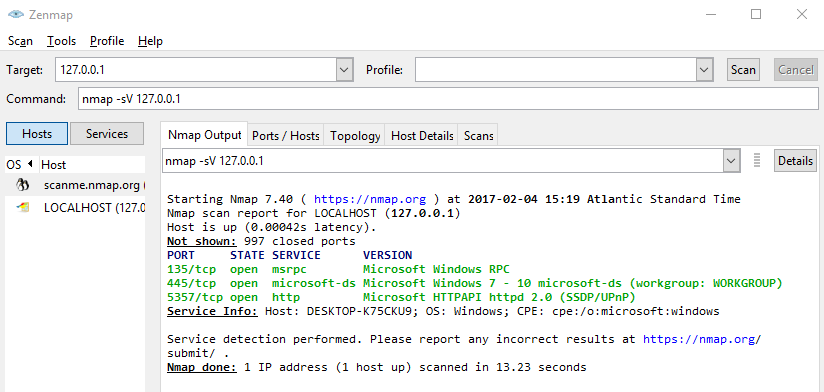 Zenmap
Scan Tools Profile Help
Target: 127.0.0.1 Profile: Scan Cancel
Command: nmap -sV 127.0.0.1
Hosts Services
Nmap Output Ports / Hosts Topology Host Details Scans
OS Host
scanme.nmap.org (
LOCALHOST (127.0
nmap -sV 127.0.0.1 Details
Starting Nmap 7.40 ( https://nmap.org ) at 2017-02-04 15:19 Atlantic Standard Time
Nmap scan report for LOCALHOST (127.0.0.1)
Host is up (0.00042s latency).
Not shown: 997 closed ports
PORT STATE SERVICE VERSION
135/tcp open msrpc Microsoft Windows RPC
445/tcp open microsoft-ds Microsoft Windows 7 - 10 microsoft-ds (workgroup: WORKGROUP)
5357/tcp open http Microsoft HTTPAPI httpd 2.0 (SSDP/UPnP)
Service Info: Host: DESKTOP-K75CKU9; OS: Windows; CPE: cpe:/o:microsoft:windows
Service detection performed. Please report any incorrect results at https://nmap.org/
submit/ .
Nmap done: 1 IP address (1 host up) scanned in 13.23 seconds